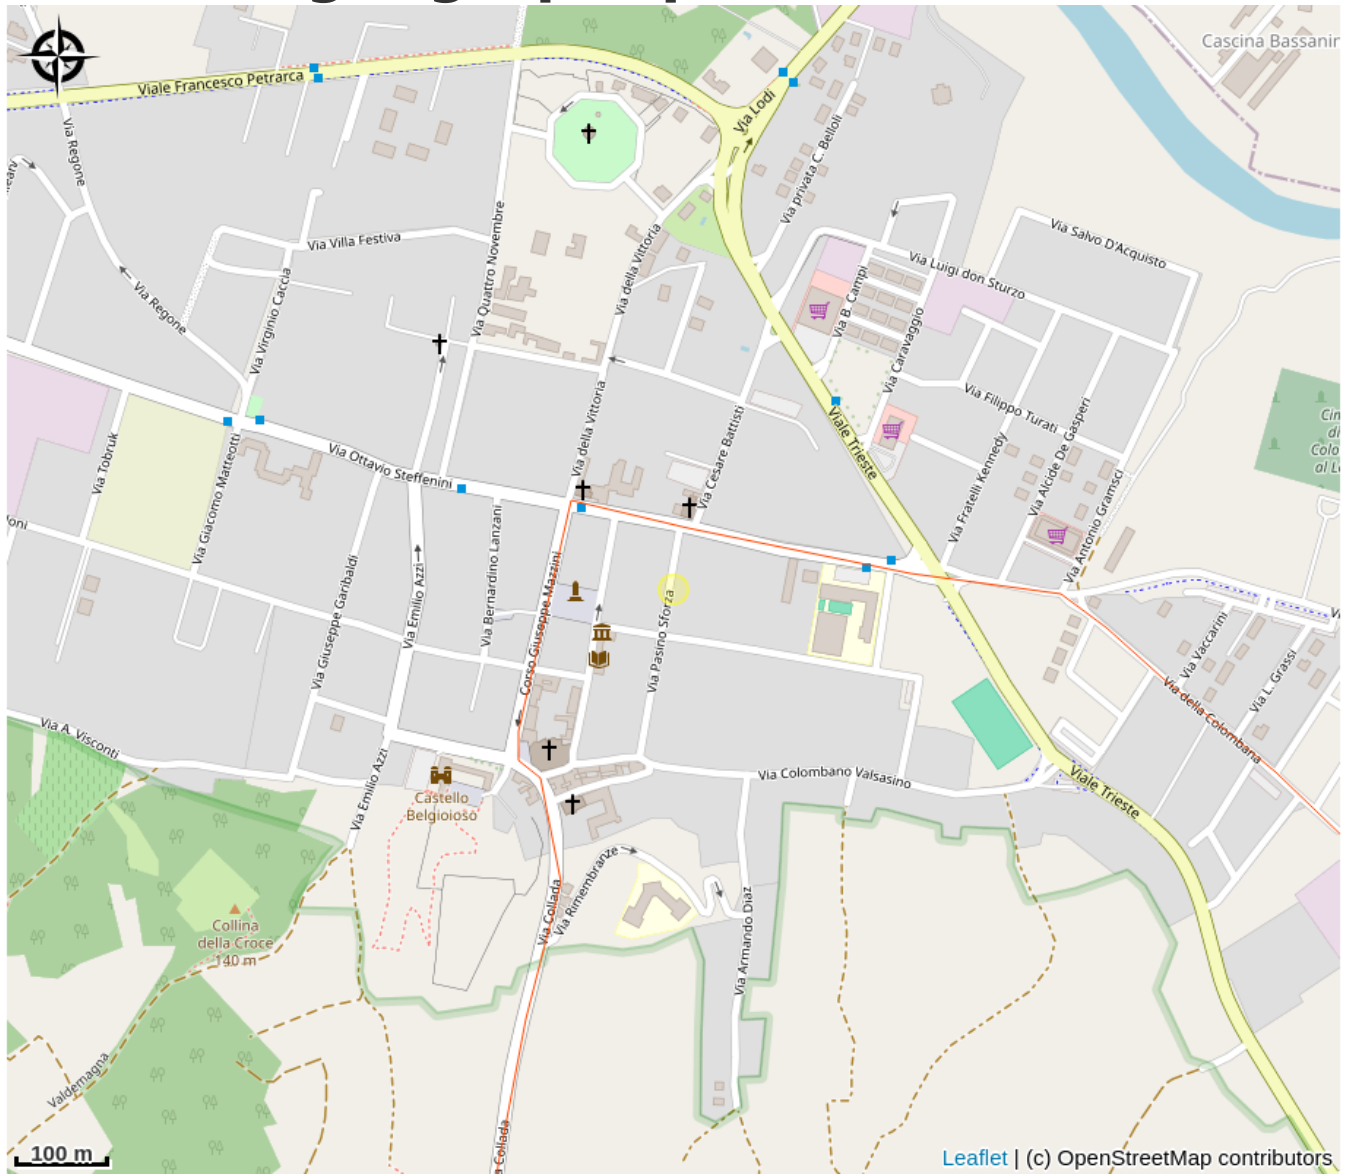 Cascina Bassanin
Viale Francesco Petrarca
Via Lodi
Via Regone
Via privata C. Belloli
Via Quattro Novembre
Via Villa Festiva
Via della Vittoria
Via Salvo D'Acquisto
Via Luigi don Sturzo
Via Regone
Via Virginio Caccia
Via B. Campi
Via Caravaggio
Via della Vittoria
Via Filippo Turati
Via Cesare Battisti
Viale Trieste
Via Alcide De Gasperi
Via Tobruk
Via Giacomo Matteotti
Via Ottavio Steffenini
Via Fratelli Kennedy
Via Antonio Gramsci
Via Giuseppe Garibaldi
Via Emilio Azzi
Via Bernardino Lanzani
Corso Giuseppe Mazzini
Via Pasino Sforza
Via Vaccarini
Via L. Grassi
Via della Colombana
Via A. Visconti
Via Emilio Azzi
Castello
Belgioioso
Via Colombano Valsasino
Viale Trieste
Via Rimembranze
Via Collada
Via Armando Diaz
Collina
della Croce
140 m
Valdemagna
Collada
100 m
Leaflet | (c) OpenStreetMap contributors